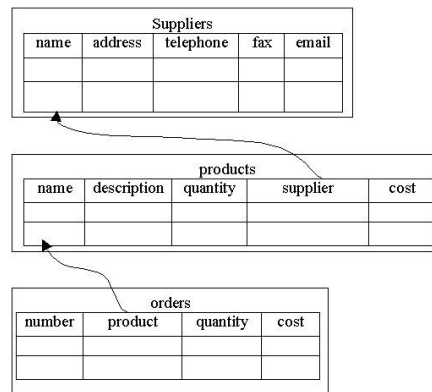 Suppliers
name address telephone fax email
products
name description quantity supplier cost
orders
number product quantity cost